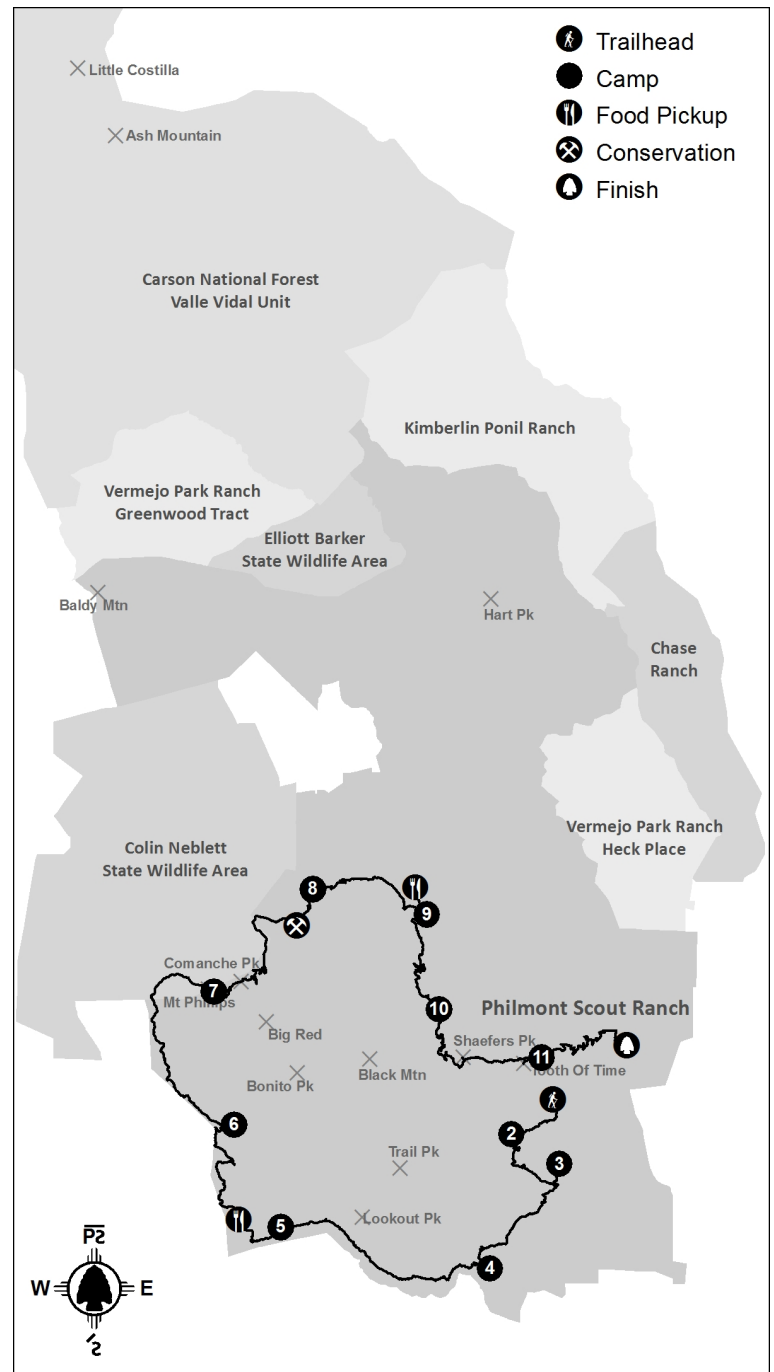 Trailhead
Camp
Food Pickup
Conservation
Finish
Little Costilla
Ash Mountain
Carson National Forest
Valle Vidal Unit
Kimberlin Ponil Ranch
Vermejo Park Ranch
Greenwood Tract
Elliott Barker
State Wildlife Area
Baldy Mtn
Hart Pk
Chase
Ranch
Vermejo Park Ranch
Heck Place
Colin Neblett
State Wildlife Area
8
9
Comanche Pk
7
Mt Phillips
10
Philmont Scout Ranch
Big Red
Shaefers Pk
11
Tooth Of Time
Black Mtn
Bonito Pk
6
2
Trail Pk
3
Lookout Pk
5
4
W
E